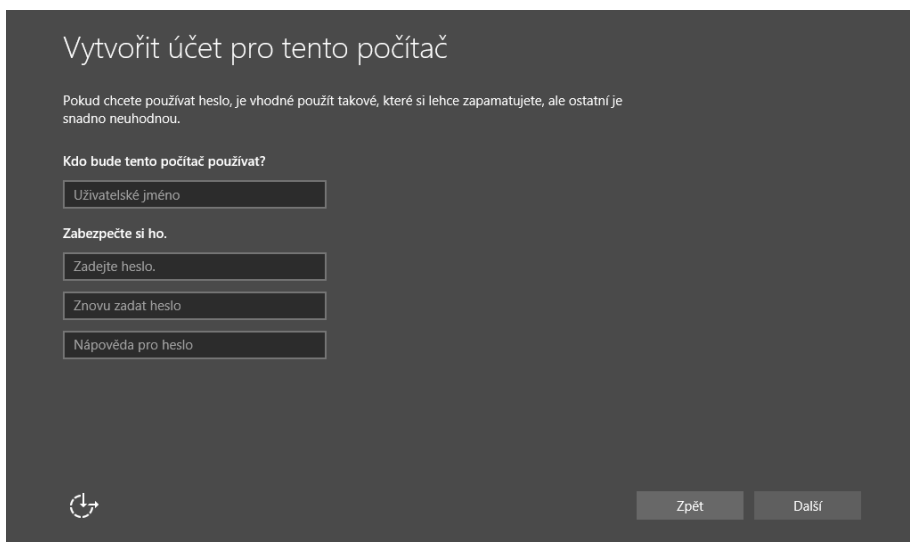 Vytvořit účet pro tento počítač
Pokud chcete používat heslo, je vhodné použít takové, které si lehce zapamatujete, ale ostatní je
snadno neuhodnou.
Kdo bude tento počítač používat?
Uživatelské jméno
Zabezpečte si ho.
Zadejte heslo.
Znovu zadat heslo
Nápověda pro heslo
Zpět
Další